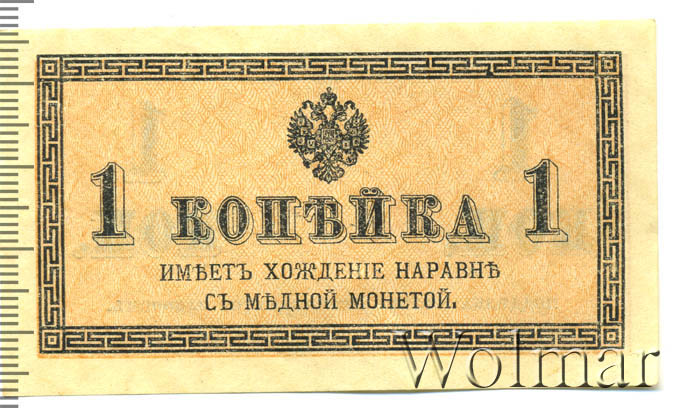 1 КОПѢЙКА 1
ИМѢЕТЪ ХОЖДЕНІЕ НАРАВНѢ
СЪ МѢДНОЙ МОНЕТОЙ.
Wolmar